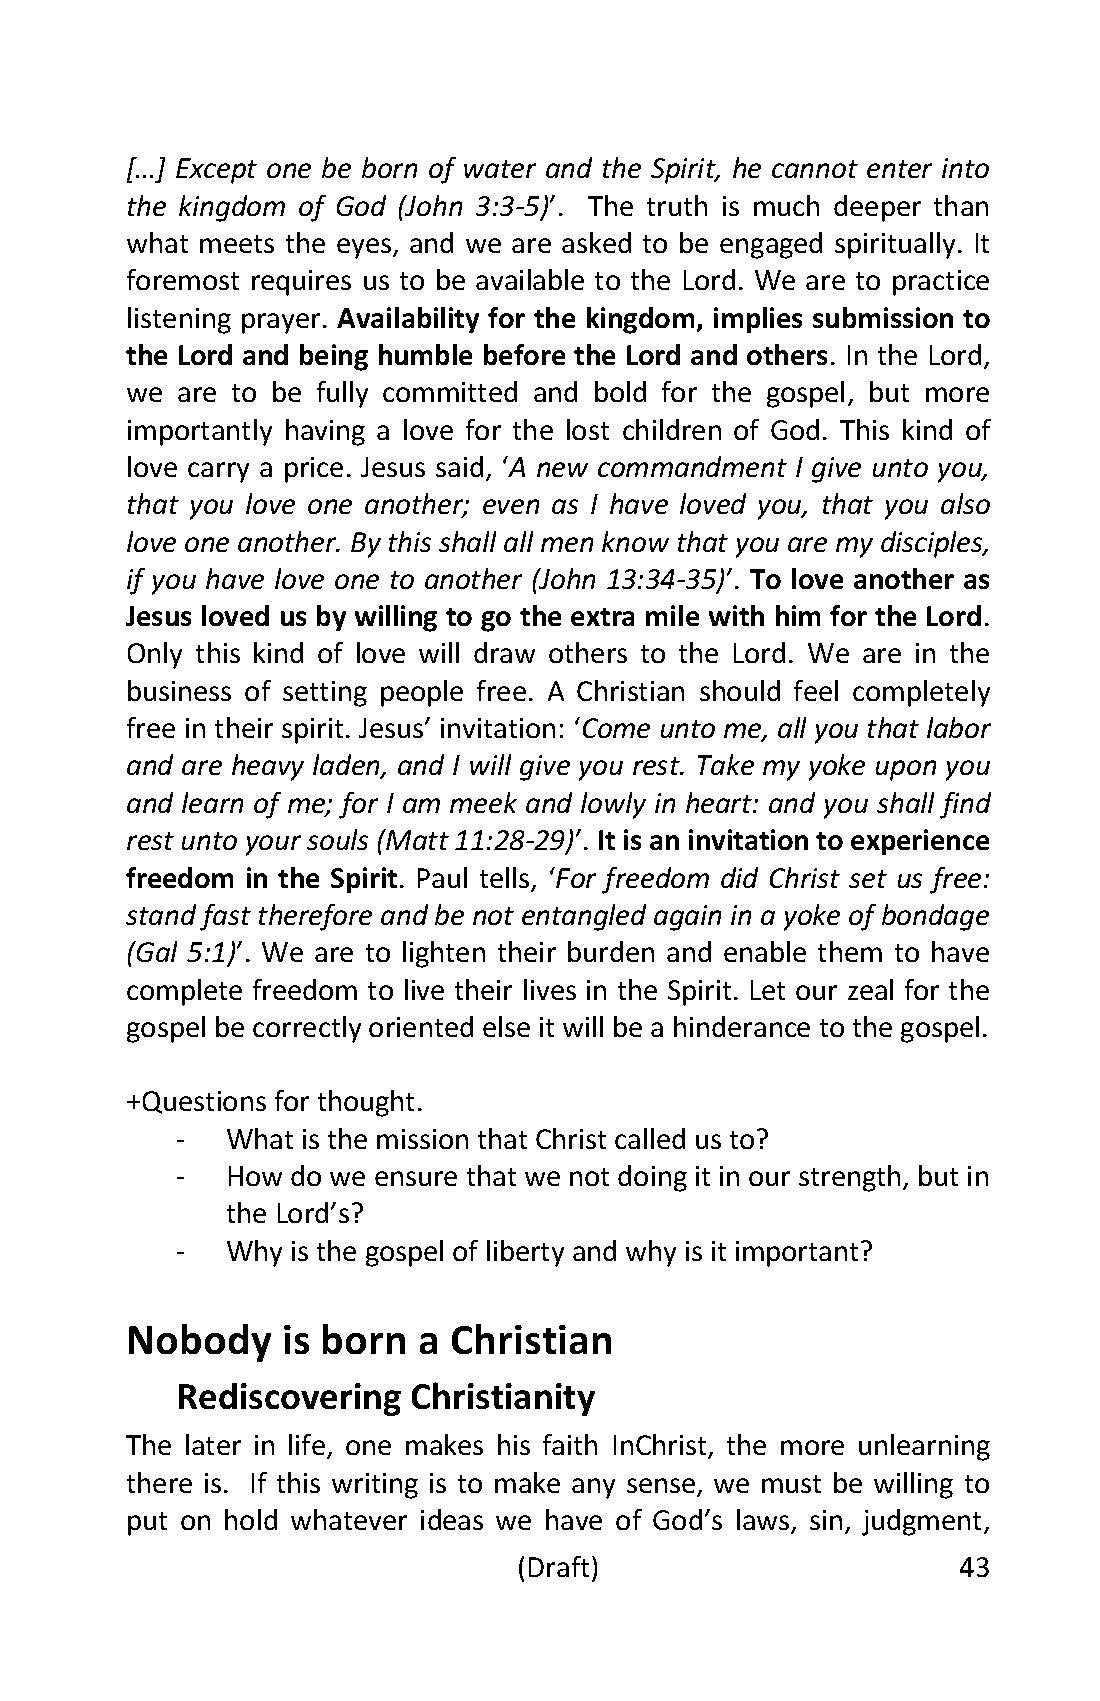 […] Except one be born of water and the Spirit, he cannot enter into
the kingdom of God (John 3:3-5)’.  The truth is much deeper than
what meets the eyes, and we are asked to be engaged spiritually. It
foremost requires us to be available to the Lord. We are to practice
listening prayer. Availability for the kingdom, implies submission to
the Lord and being humble before the Lord and others. In the Lord,
we are to be fully committed and bold for the gospel, but more
importantly having a love for the lost children of God. This kind of
love carry a price. Jesus said, ‘A new commandment I give unto you,
that you love one another; even as I have loved you, that you also
love one another. By this shall all men know that you are my disciples,
if you have love one to another (John 13:34-35)’. To love another as
Jesus loved us by willing to go the extra mile with him for the Lord.
Only this kind of love will draw others to the Lord. We are in the
business of setting people free. A Christian should feel completely
free in their spirit. Jesus’ invitation: ‘Come unto me, all you that labor
and are heavy laden, and I will give you rest. Take my yoke upon you
and learn of me; for I am meek and lowly in heart: and you shall find
rest unto your souls (Matt 11:28-29)’. It is an invitation to experience
freedom in the Spirit. Paul tells, ‘For freedom did Christ set us free:
stand fast therefore and be not entangled again in a yoke of bondage
(Gal 5:1)’. We are to lighten their burden and enable them to have
complete freedom to live their lives in the Spirit. Let our zeal for the
gospel be correctly oriented else it will be a hinderance to the gospel.
+Questions for thought.
- What is the mission that Christ called us to?
- How do we ensure that we not doing it in our strength, but in
the Lord’s?
- Why is the gospel of liberty and why is it important?
Nobody is born a Christian
Rediscovering Christianity
The later in life, one makes his faith InChrist, the more unlearning
there is.  If this writing is to make any sense, we must be willing to
put on hold whatever ideas we have of God’s laws, sin, judgment,
(Draft) 43